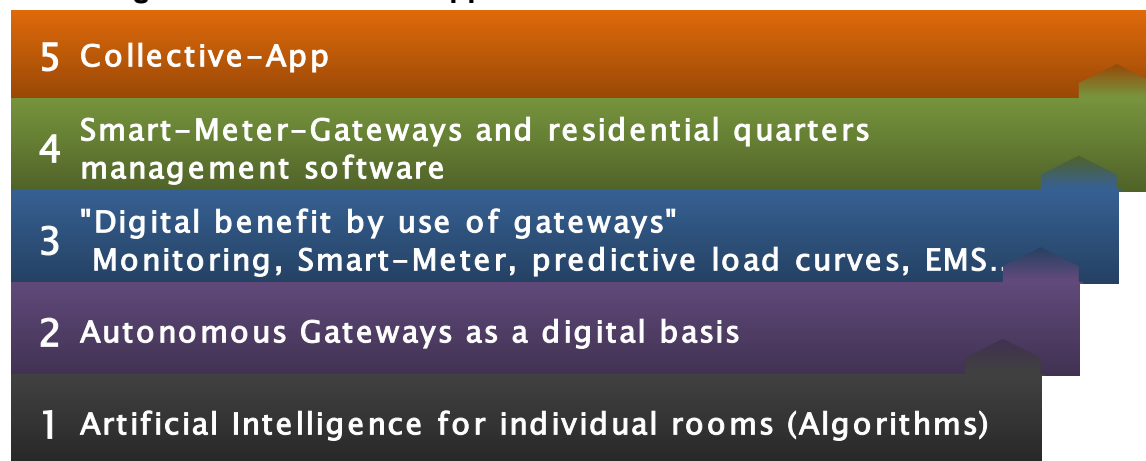 5 Collective-App
4 Smart-Meter-Gateways and residential quarters
management software
3 "Digital benefit by use of gateways"
Monitoring, Smart-Meter, predictive load curves, EMS..
2 Autonomous Gateways as a digital basis
1 Artificial Intelligence for individual rooms (Algorithms)